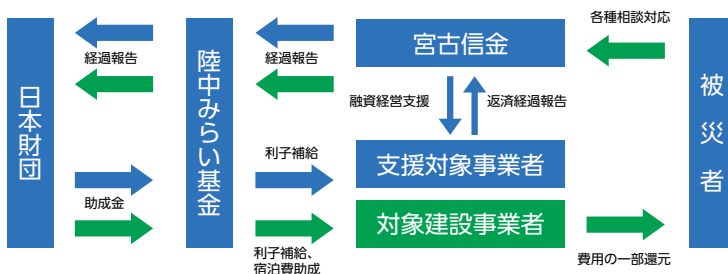 日本財団
経過報告
助成金
陸中みらい基金
経過報告
利子補給
利子補給、
宿泊費助成
宮古信金
融資経営支援
返済経過報告
支援対象事業者
対象建設事業者
各種相談対応
費用の一部還元
被災者